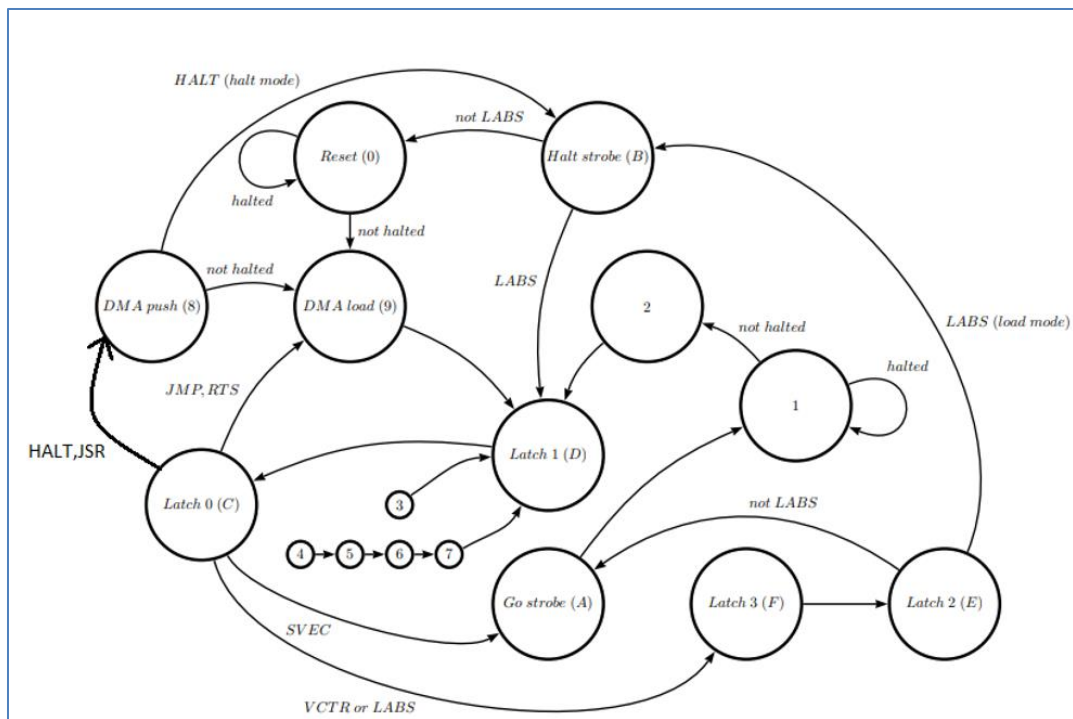 HALT (halt mode)
not LABS
Reset (0)
Halt strobe (B)
halted
not halted
not halted
DMA push (8)
DMA load (9)
LABS
2
not halted
LABS (load mode)
halted
1
JMP, RTS
HALT,JSR
Latch 1 (D)
Latch 0 (C)
3
not LABS
4
5
6
7
Go strobe (A)
Latch 3 (F)
Latch 2 (E)
SVEC
VCTR or LABS